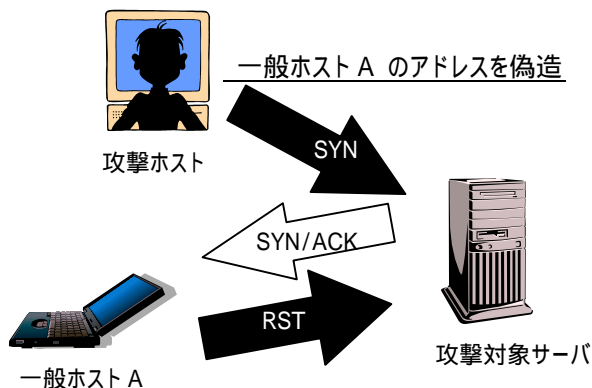 一般ホスト A のアドレスを偽造
SYN
攻撃ホスト
SYN/ACK
RST
攻撃対象サーバ
一般ホスト A